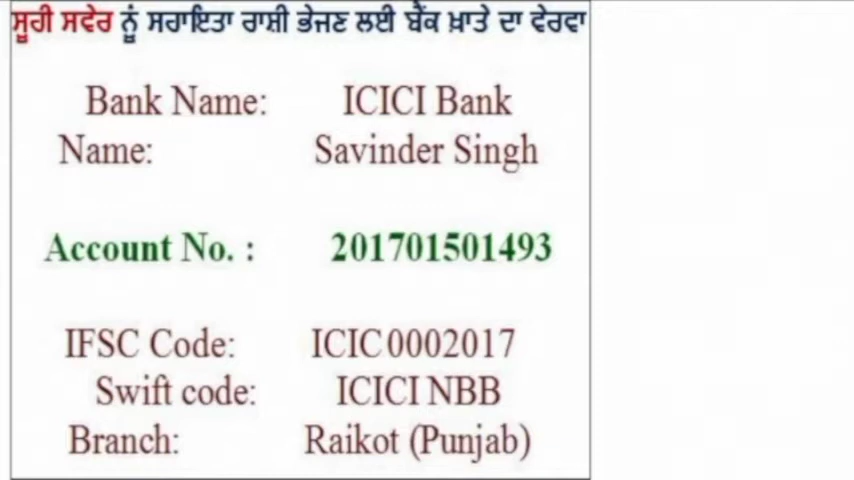 ਸੂਹੀ ਸਵੇਰ ਨੂੰ ਸਹਾਇਤਾ ਰਾਸ਼ੀ ਭੇਜਣ ਲਈ ਬੈਂਕ ਖ਼ਾਤੇ ਦਾ ਵੇਰਵਾ
Bank Name: ICICI Bank
Name: Savinder Singh
Account No. : 201701501493
IFSC Code: ICIC0002017
Swift code: ICICI NBB
Branch: Raikot (Punjab)